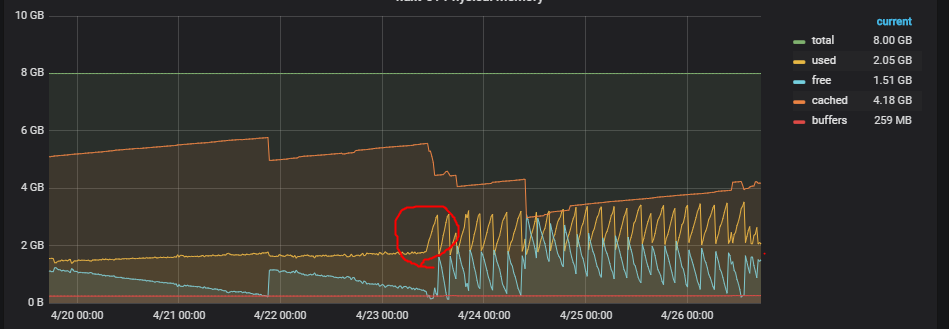 Physical Memory
10 GB
current
total 8.00 GB
8 GB
used 2.05 GB
free 1.51 GB
cached 4.18 GB
6 GB
buffers 259 MB
4 GB
2 GB
0 B
4/20 00:00 4/21 00:00 4/22 00:00 4/23 00:00 4/24 00:00 4/25 00:00 4/26 00:00